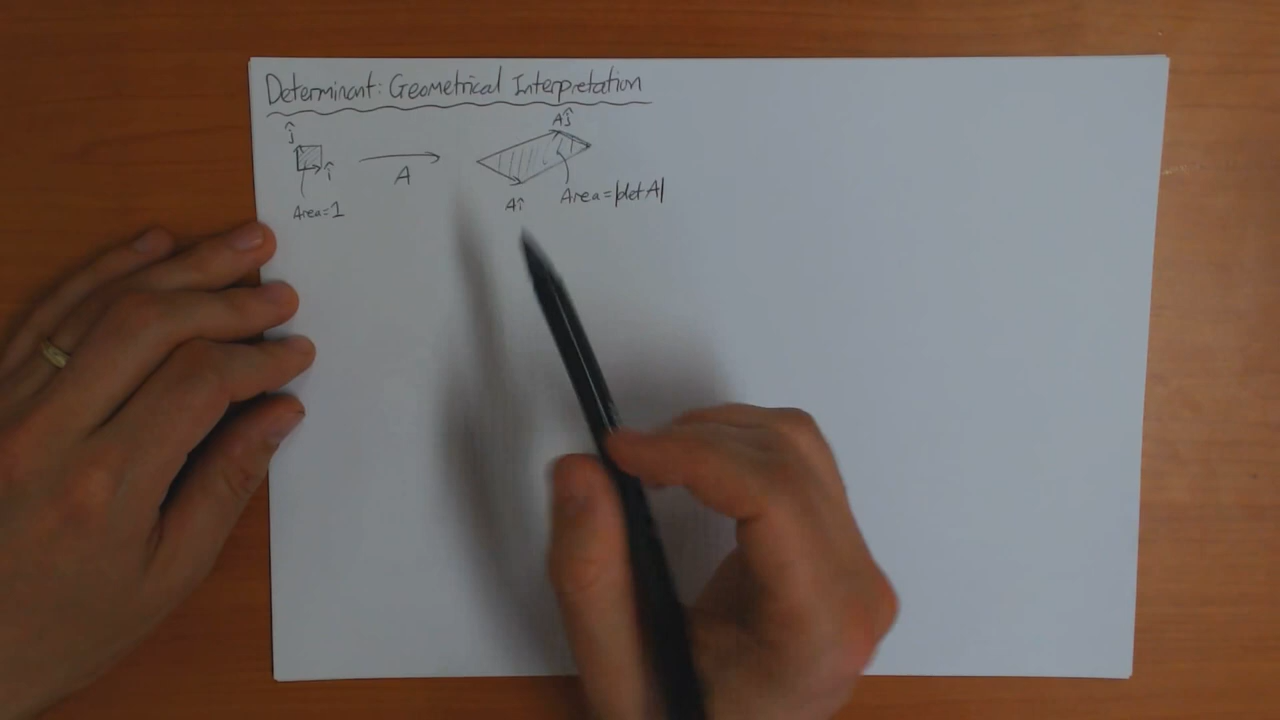 Determinant: Geometrical Interpretation
ĵ
î
Area=1
A
Aĵ
Aî
Area=|det A|